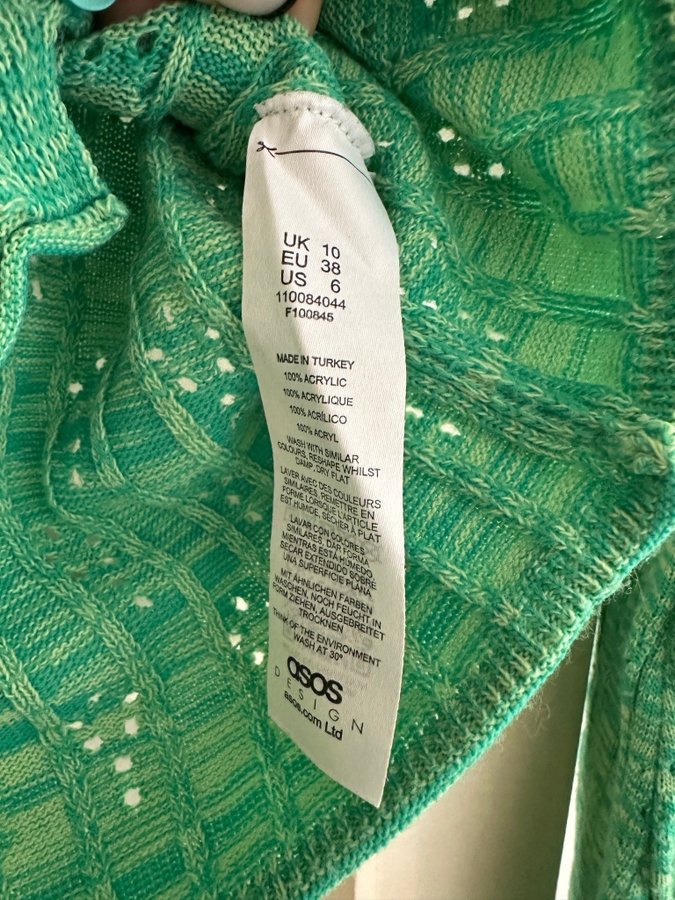 UK 10
EU 38
US 6
110084044
F100845
MADE IN TURKEY
100% ACRYLIC
100% ACRYLIQUE
100% ACRÍLICO
100% ACRYL
WASH WITH SIMILAR
COLOURS, RESHAPE WHILST
DAMP, DRY FLAT
LAVER AVEC DES COULEURS
SIMILAIRES, REMETTRE EN
FORME LORSQUE L'ARTICLE
EST HUMIDE, SÉCHER À PLAT
LAVAR CON COLORES
SIMILARES, DAR FORMA
MIENTRAS ESTÁ HÚMEDO,
SECAR EXTENDIDO SOBRE
UNA SUPERFICIE PLANA
MIT ÄHNLICHEN FARBEN
WASCHEN, NOCH FEUCHT IN
FORM ZIEHEN, AUSGEBREITET
TROCKNEN
THINK OF THE ENVIRONMENT
WASH AT 30°
asos
DESIGN
asos.com Ltd